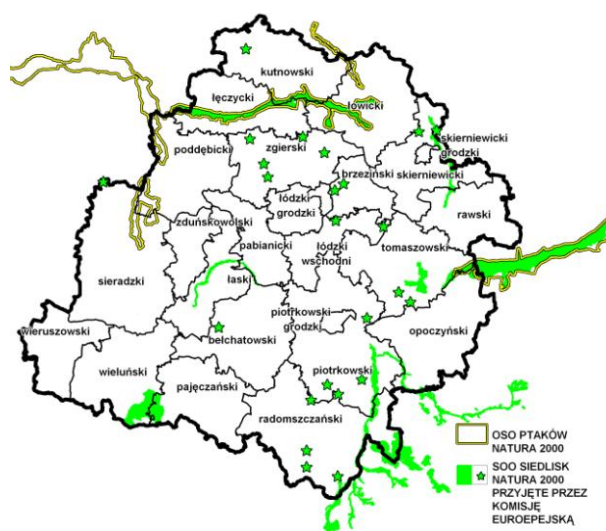 kutnowski
łęczycki
łowicki
skierniewicki
grodzki
poddębicki
zgierski
brzeziński
skierniewicki
łódzki
grodzki
rawski
zduńskowolski
pabianicki
łódzki
wschodni
tomaszowski
sieradzki
łaski
piotrkowski
grodzki
opoczyński
wieruszowski
bełchatowski
wieluński
pajęczański
piotrkowski
radomszczański
OSO PTAKÓW
NATURA 2000
SOO SIEDLISK
NATURA 2000
PRZYJĘTE PRZEZ
KOMISJĘ
EUROEPEJSKĄ